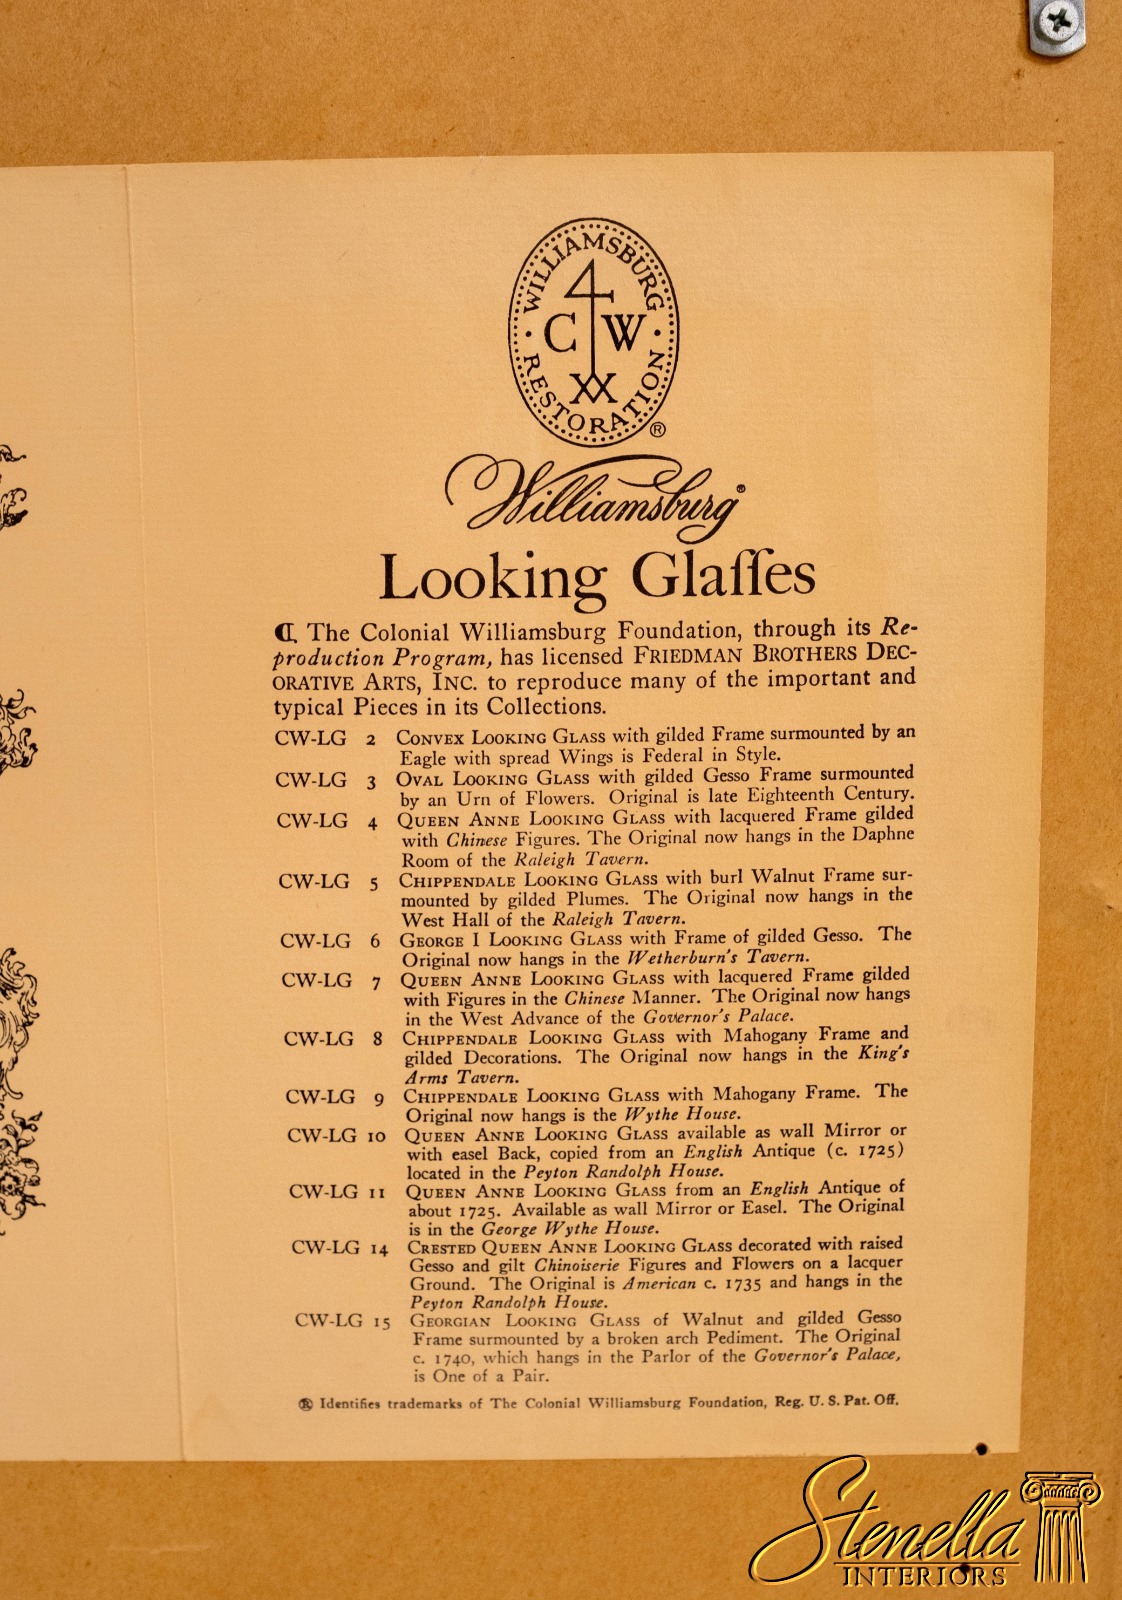 WILLIAMSBURG
C W
RESTORATION
®
Williamsburg®
Looking Glaſſes
The Colonial Williamsburg Foundation, through its Re-
production Program, has licensed FRIEDMAN BROTHERS DEC-
ORATIVE ARTS, INC. to reproduce many of the important and
typical Pieces in its Collections.
CW-LG 2 CONVEX LOOKING GLASS with gilded Frame surmounted by an
Eagle with spread Wings is Federal in Style.
CW-LG 3 OVAL LOOKING GLASS with gilded Gesso Frame surmounted
by an Urn of Flowers. Original is late Eighteenth Century.
CW-LG 4 QUEEN ANNE LOOKING GLASS with lacquered Frame gilded
with Chinese Figures. The Original now hangs in the Daphne
Room of the Raleigh Tavern.
CW-LG 5 CHIPPENDALE LOOKING GLASS with burl Walnut Frame sur-
mounted by gilded Plumes. The Original now hangs in the
West Hall of the Raleigh Tavern.
CW-LG 6 GEORGE I LOOKING GLASS with Frame of gilded Gesso. The
Original now hangs in the Wetherburn's Tavern.
CW-LG 7 QUEEN ANNE LOOKING GLASS with lacquered Frame gilded
with Figures in the Chinese Manner. The Original now hangs
in the West Advance of the Governor's Palace.
CW-LG 8 CHIPPENDALE LOOKING GLASS with Mahogany Frame and
gilded Decorations. The Original now hangs in the King's
Arms Tavern.
CW-LG 9 CHIPPENDALE LOOKING GLASS with Mahogany Frame. The
Original now hangs is the Wythe House.
CW-LG 10 QUEEN ANNE LOOKING GLASS available as wall Mirror or
with easel Back, copied from an English Antique (c. 1725)
located in the Peyton Randolph House.
CW-LG 11 QUEEN ANNE LOOKING GLASS from an English Antique of
about 1725. Available as wall Mirror or Easel. The Original
is in the George Wythe House.
CW-LG 14 CRESTED QUEEN ANNE LOOKING GLASS decorated with raised
Gesso and gilt Chinoiserie Figures and Flowers on a lacquer
Ground. The Original is American c. 1735 and hangs in the
Peyton Randolph House.
CW-LG 15 GEORGIAN LOOKING GLASS of Walnut and gilded Gesso
Frame surmounted by a broken arch Pediment. The Original
c. 1740, which hangs in the Parlor of the Governor's Palace,
is One of a Pair.
® Identifies trademarks of The Colonial Williamsburg Foundation, Reg. U. S. Pat. Off.
Stenella
INTERIORS